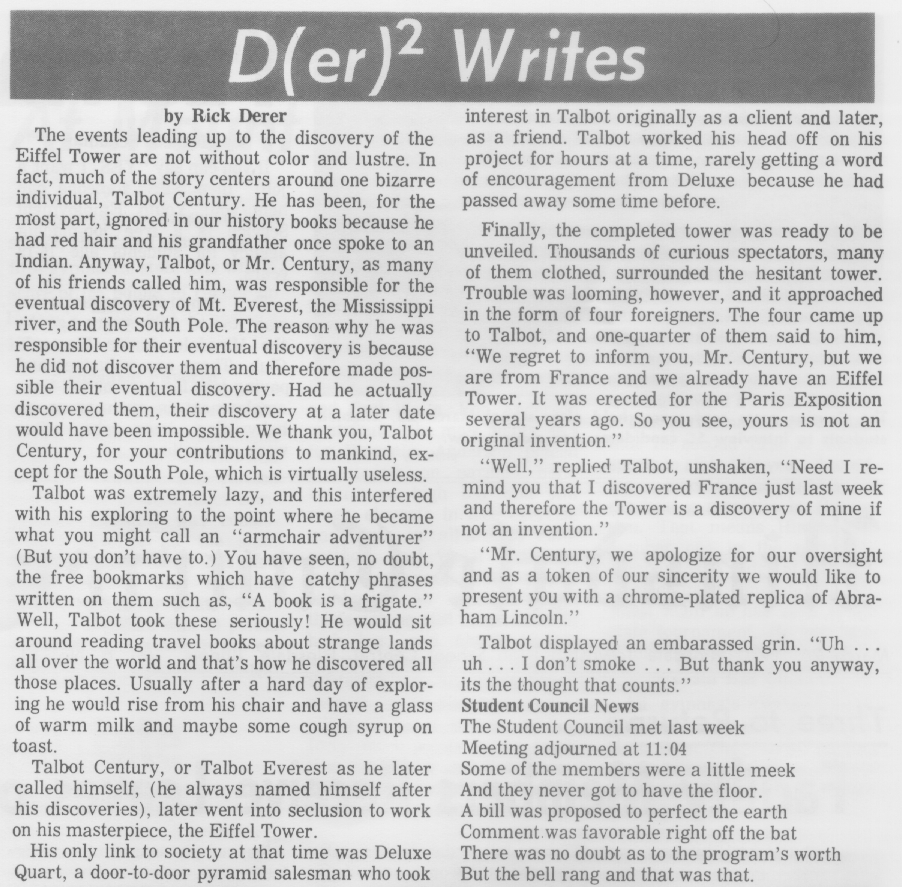 D(er)² Writes
by Rick Derer
The events leading up to the discovery of the
Eiffel Tower are not without color and lustre. In
fact, much of the story centers around one bizarre
individual, Talbot Century. He has been, for the
most part, ignored in our history books because he
had red hair and his grandfather once spoke to an
Indian. Anyway, Talbot, or Mr. Century, as many
of his friends called him, was responsible for the
eventual discovery of Mt. Everest, the Mississippi
river, and the South Pole. The reason why he was
responsible for their eventual discovery is because
he did not discover them and therefore made pos-
sible their eventual discovery. Had he actually
discovered them, their discovery at a later date
would have been impossible. We thank you, Talbot
Century, for your contributions to mankind, ex-
cept for the South Pole, which is virtually useless.
Talbot was extremely lazy, and this interfered
with his exploring to the point where he became
what you might call an "armchair adventurer"
(But you don't have to.) You have seen, no doubt,
the free bookmarks which have catchy phrases
written on them such as, "A book is a frigate."
Well, Talbot took these seriously! He would sit
around reading travel books about strange lands
all over the world and that's how he discovered all
those places. Usually after a hard day of explor-
ing he would rise from his chair and have a glass
of warm milk and maybe some cough syrup on
toast.
Talbot Century, or Talbot Everest as he later
called himself, (he always named himself after
his discoveries), later went into seclusion to work
on his masterpiece, the Eiffel Tower.
His only link to society at that time was Deluxe
Quart, a door-to-door pyramid salesman who took
interest in Talbot originally as a client and later,
as a friend. Talbot worked his head off on his
project for hours at a time, rarely getting a word
of encouragement from Deluxe because he had
passed away some time before.
Finally, the completed tower was ready to be
unveiled. Thousands of curious spectators, many
of them clothed, surrounded the hesitant tower.
Trouble was looming, however, and it approached
in the form of four foreigners. The four came up
to Talbot, and one-quarter of them said to him,
"We regret to inform you, Mr. Century, but we
are from France and we already have an Eiffel
Tower. It was erected for the Paris Exposition
several years ago. So you see, yours is not an
original invention."
"Well," replied Talbot, unshaken, "Need I re-
mind you that I discovered France just last week
and therefore the Tower is a discovery of mine if
not an invention."
"Mr. Century, we apologize for our oversight
and as a token of our sincerity we would like to
present you with a chrome-plated replica of Abra-
ham Lincoln."
Talbot displayed an embarassed grin. "Uh ...
uh ... I don't smoke ... But thank you anyway,
its the thought that counts."
Student Council News
The Student Council met last week
Meeting adjourned at 11:04
Some of the members were a little meek
And they never got to have the floor.
A bill was proposed to perfect the earth
Comment was favorable right off the bat
There was no doubt as to the program's worth
But the bell rang and that was that.